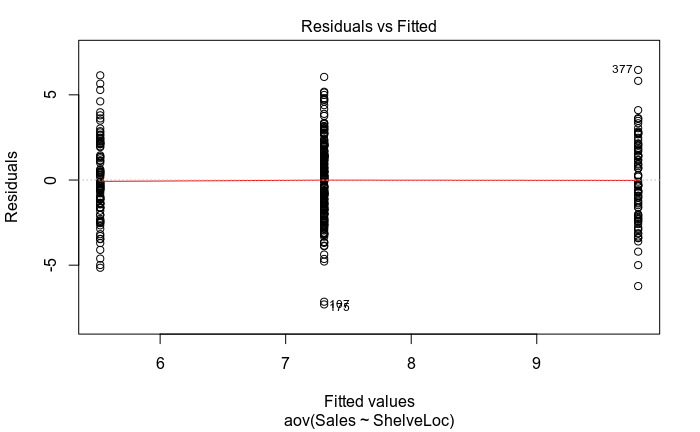 Residuals vs Fitted
377
5
0
-5
Residuals
175
6
7
8
9
Fitted values
aov(Sales ~ ShelveLoc)